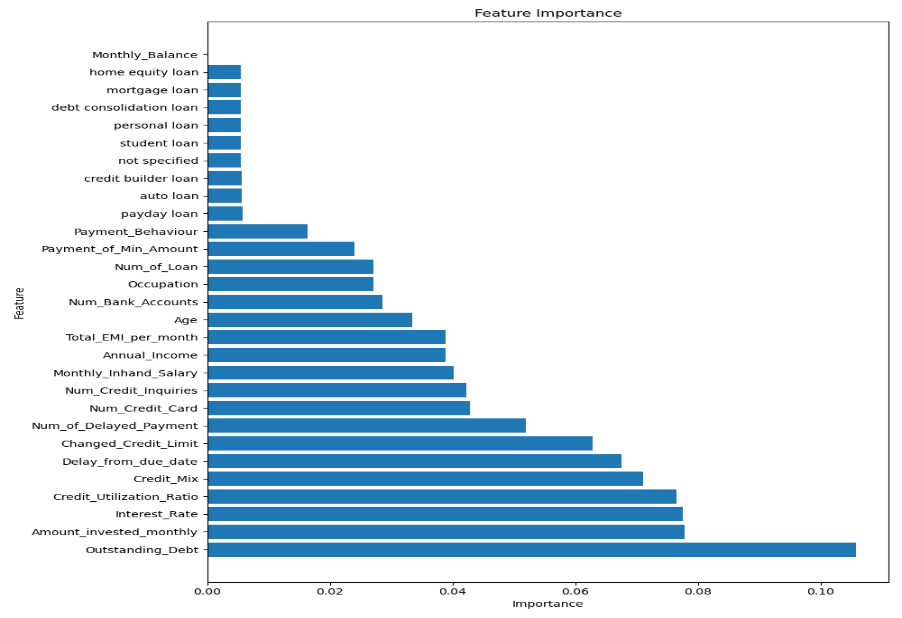 Feature Importance
Monthly_Balance
home equity loan
mortgage loan
debt consolidation loan
personal loan
student loan
not specified
credit builder loan
auto loan
payday loan
Payment_Behaviour
Payment_of_Min_Amount
Num_of_Loan
Occupation
Num_Bank_Accounts
Age
Total_EMI_per_month
Annual_Income
Monthly_Inhand_Salary
Num_Credit_Inquiries
Num_Credit_Card
Num_of_Delayed_Payment
Changed_Credit_Limit
Delay_from_due_date
Credit_Mix
Credit_Utilization_Ratio
Interest_Rate
Amount_invested_monthly
Outstanding_Debt
Feature
0.00 0.02 0.04 0.06 0.08 0.10
Importance